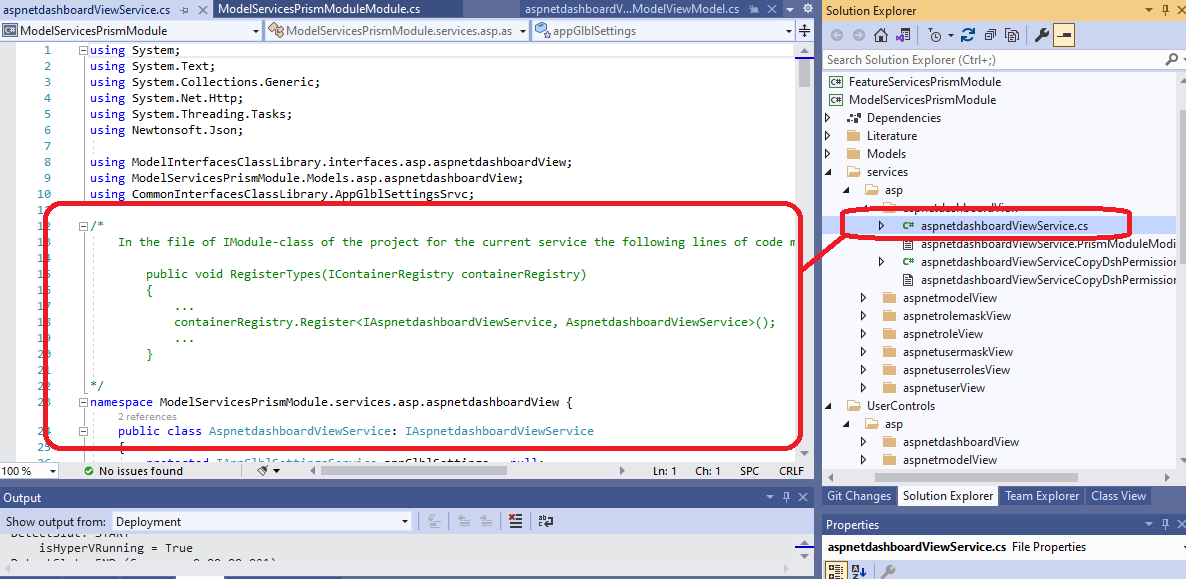 aspnetdashboardViewService.cs
ModelServicesPrismModuleModule.cs
aspnetdashboardV...ModelViewModel.cs
ModelServicesPrismModule
ModelServicesPrismModule.services.asp.as
appGlblSettings
1 using System;
2 using System.Text;
3 using System.Collections.Generic;
4 using System.Net.Http;
5 using System.Threading.Tasks;
6 using Newtonsoft.Json;
7
8 using ModelInterfacesClassLibrary.interfaces.asp.aspnetdashboardView;
9 using ModelServicesPrismModule.Models.asp.aspnetdashboardView;
10 using CommonInterfacesClassLibrary.AppGlblSettingsSrvc;
11
12 /*
13 In the file of IModule-class of the project for the current service the following lines of code m
14
15 public void RegisterTypes(IContainerRegistry containerRegistry)
16 {
17 ...
18 containerRegistry.Register<IAspnetdashboardViewService, AspnetdashboardViewService>();
19 ...
20 }
21
22 */
23 namespace ModelServicesPrismModule.services.asp.aspnetdashboardView {
2 references
24 public class AspnetdashboardViewService: IAspnetdashboardViewService
25 {
26 protected IAppGlblSettingsService appGlblSettings = null;
100 %
No issues found
Ln: 1
Ch: 1
SPC
CRLF
Output
Show output from:
Deployment
isHyperVRunning = True
Solution Explorer
Search Solution Explorer (Ctrl+;)
C# FeatureServicesPrismModule
C# ModelServicesPrismModule
Dependencies
Literature
Models
services
asp
aspnetdashboardView
C# aspnetdashboardViewService.cs
aspnetdashboardViewService.PrismModuleModi
C# aspnetdashboardViewServiceCopyDshPermission
aspnetdashboardViewServiceCopyDshPermission
aspnetmodelView
aspnetrolemaskView
aspnetroleView
aspnetusermaskView
aspnetuserrolesView
aspnetuserView
UserControls
asp
aspnetdashboardView
aspnetmodelView
Git Changes
Solution Explorer
Team Explorer
Class View
Properties
aspnetdashboardViewService.cs File Properties